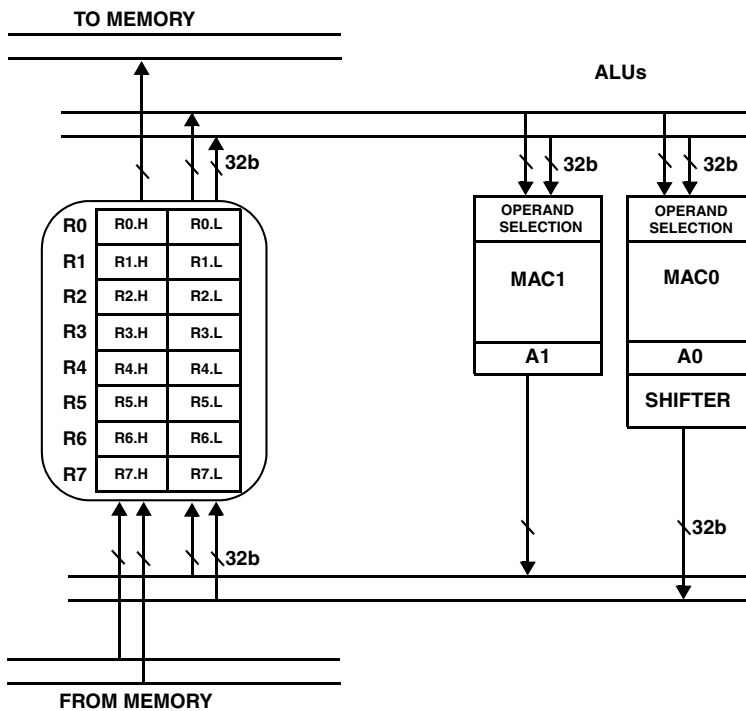 TO MEMORY
ALUs
32b
32b
32b
R0 R0.H R0.L
R1 R1.H R1.L
R2 R2.H R2.L
R3 R3.H R3.L
R4 R4.H R4.L
R5 R5.H R5.L
R6 R6.H R6.L
R7 R7.H R7.L
OPERAND
SELECTION
MAC1
A1
OPERAND
SELECTION
MAC0
A0
SHIFTER
32b
32b
FROM MEMORY